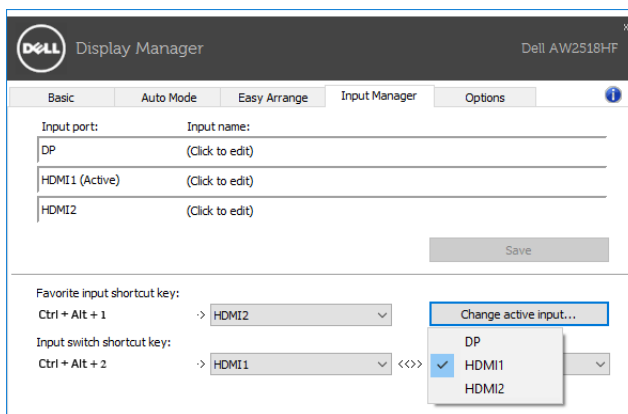 DELL Display Manager Dell AW2518HF
x
Basic Auto Mode Easy Arrange Input Manager Options i
Input port: Input name:
DP (Click to edit)
HDMI1 (Active) (Click to edit)
HDMI2 (Click to edit)
Save
Favorite input shortcut key:
Ctrl + Alt + 1 -> HDMI2 Change active input...
Input switch shortcut key:
DP
Ctrl + Alt + 2 -> HDMI1 <<>> ✓ HDMI1
HDMI2